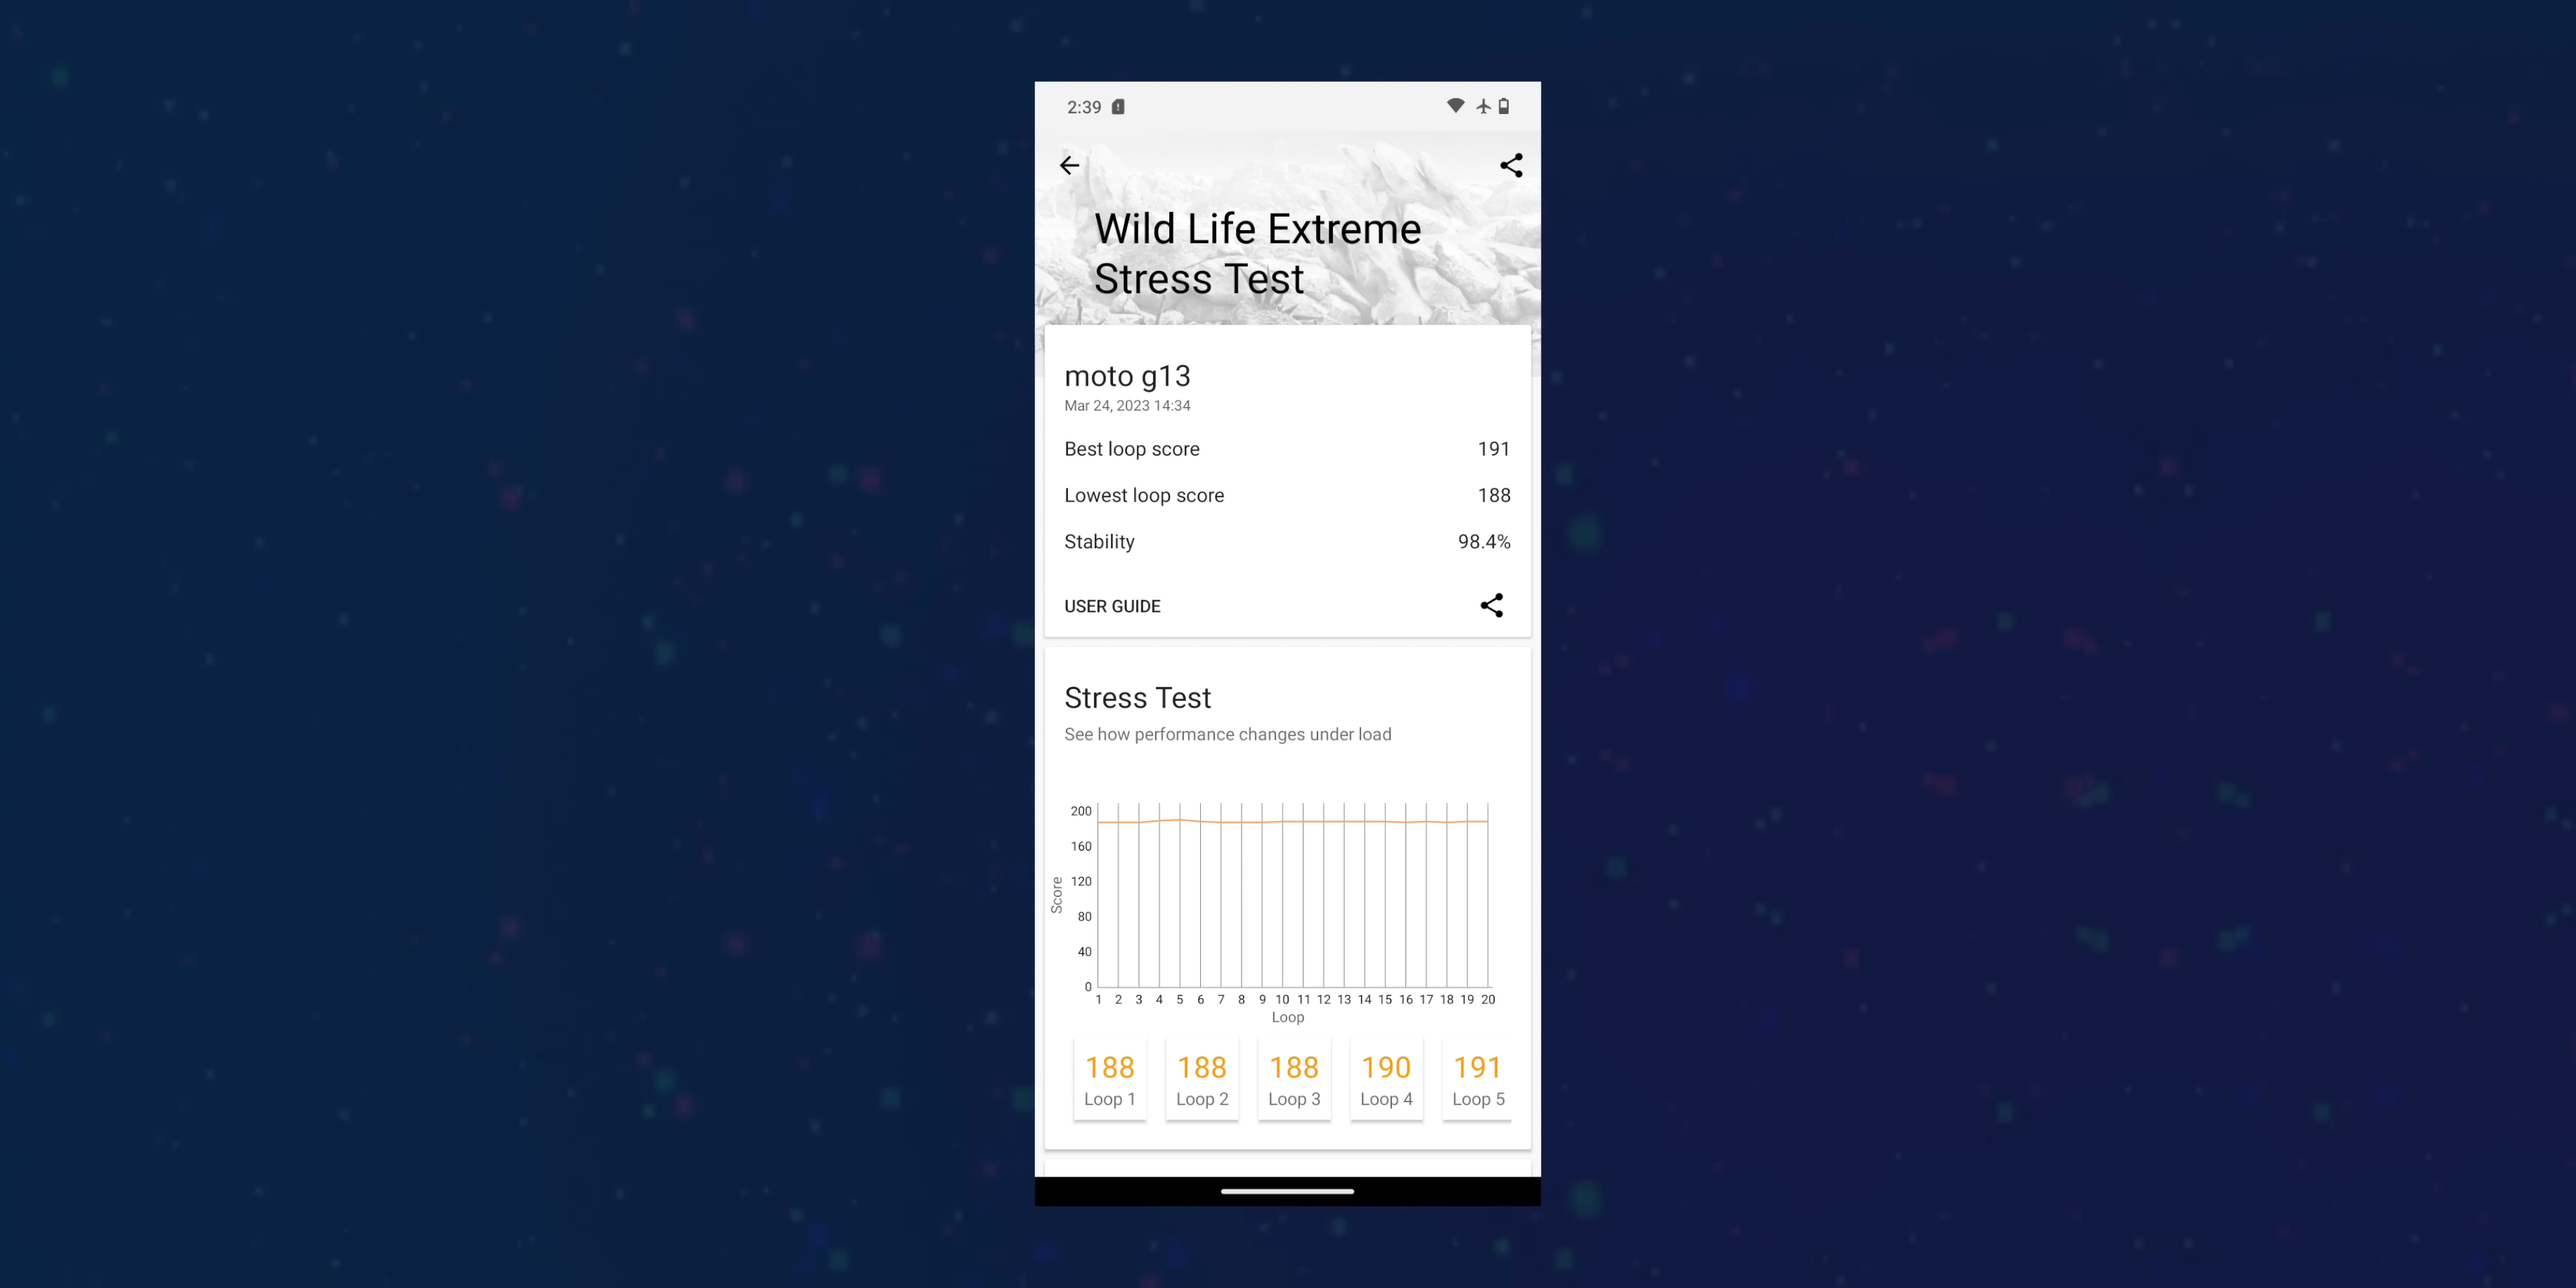 2:39
Wild Life Extreme
Stress Test
moto g13
Mar 24, 2023 14:34
Best loop score 191
Lowest loop score 188
Stability 98.4%
USER GUIDE
Stress Test
See how performance changes under load
200
160
120
80
40
0
Score
1 2 3 4 5 6 7 8 9 10 11 12 13 14 15 16 17 18 19 20
Loop
188 188 188 190 191
Loop 1 Loop 2 Loop 3 Loop 4 Loop 5